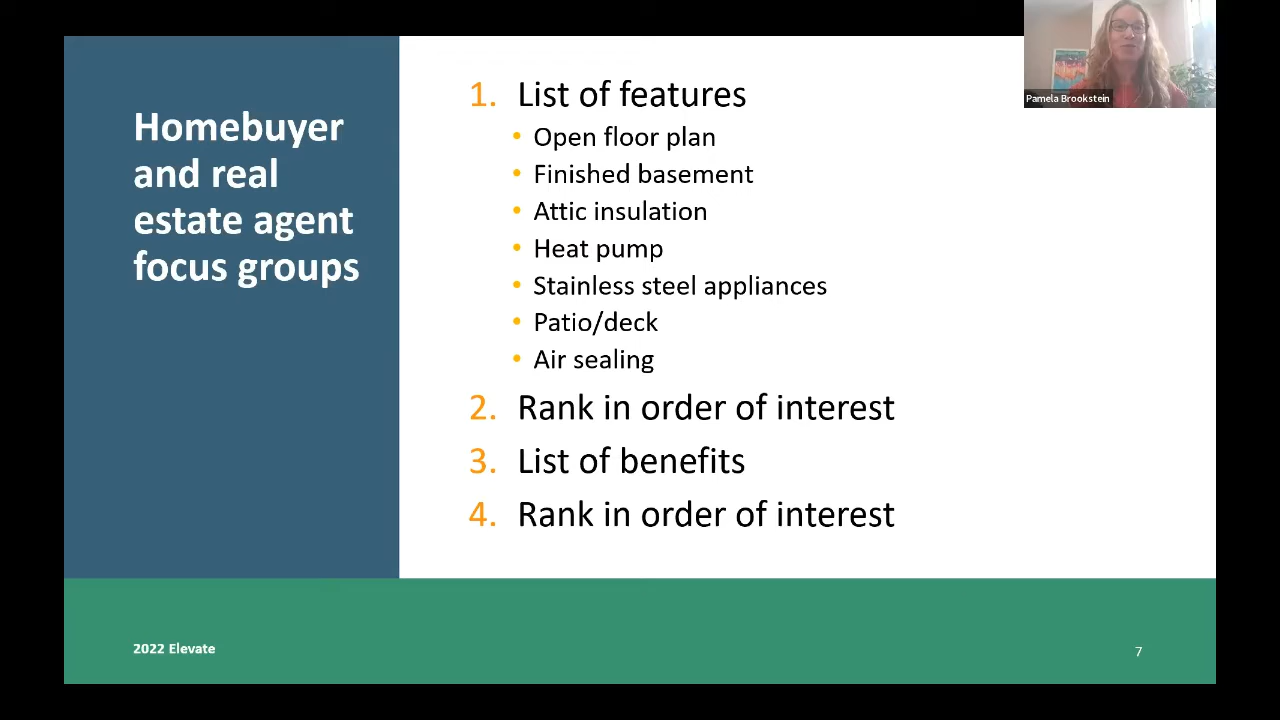 Pamela Brookstein
Homebuyer
and real
estate agent
focus groups
1. List of features
• Open floor plan
• Finished basement
• Attic insulation
• Heat pump
• Stainless steel appliances
• Patio/deck
• Air sealing
2. Rank in order of interest
3. List of benefits
4. Rank in order of interest
2022 Elevate
7